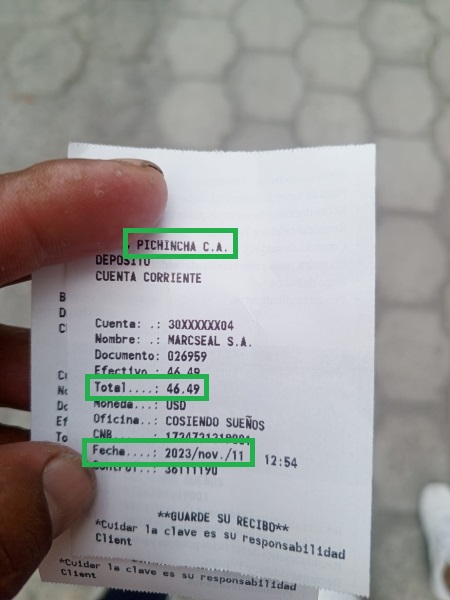 PICHINCHA C.A.
DEPOSITO
CUENTA CORRIENTE
Cuenta: .: 30XXXXXX04
Nombre: .: MARCSEAL S.A.
Documento: 026959
Efectivo.: 46.49
Total....: 46.49
Moneda...: USD
Oficina..: COSIENDO SUEÑOS
CNB
Fecha....: 2023/nov./11 12:54
Control..: 36111190
**GUARDE SU RECIBO**
*Cuidar la clave es su responsabilidad
Client
*Cuidar la clave es su responsabilidad
Client